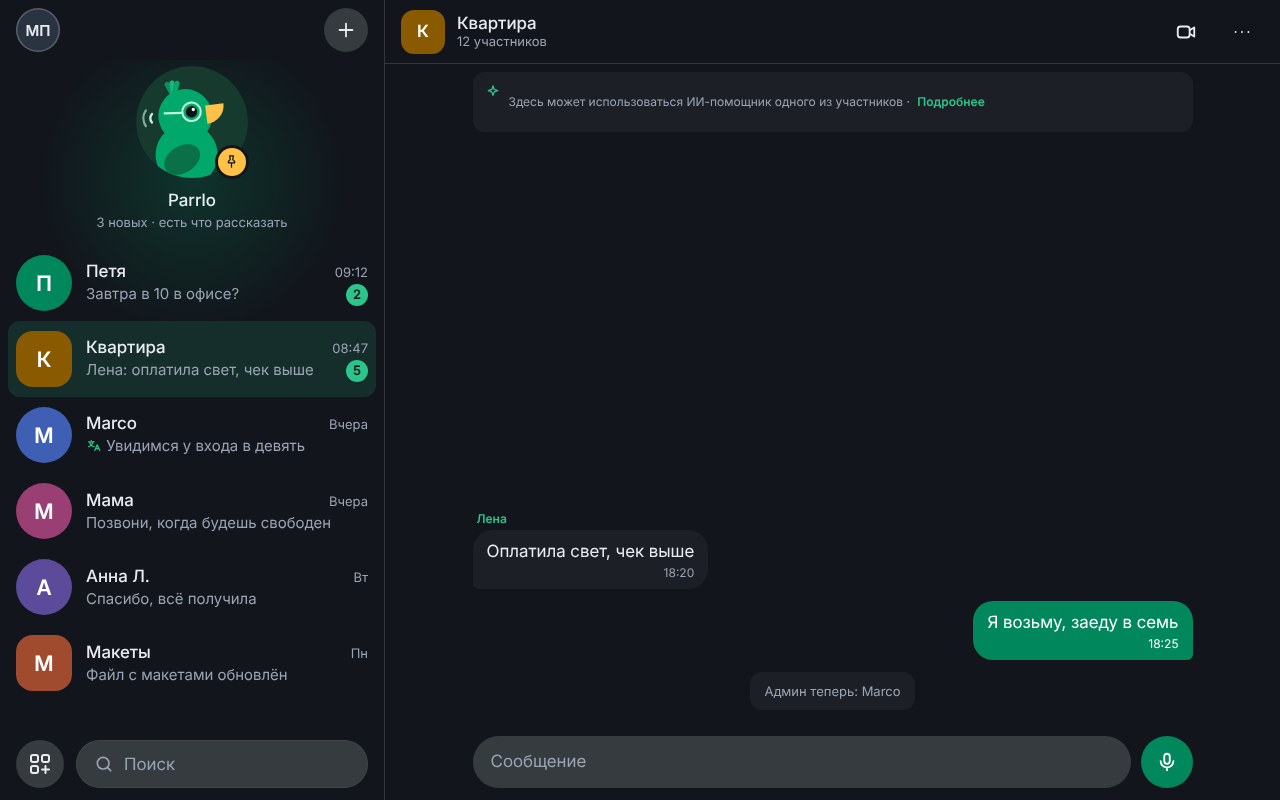 МП
Parrlo
3 новых · есть что рассказать
П
Петя
09:12
Завтра в 10 в офисе?
2
К
Квартира
08:47
Лена: оплатила свет, чек выше
5
M
Marco
Вчера
Увидимся у входа в девять
М
Мама
Вчера
Позвони, когда будешь свободен
А
Анна Л.
Вт
Спасибо, всё получила
М
Макеты
Пн
Файл с макетами обновлён
Поиск
К
Квартира
12 участников
Здесь может использоваться ИИ-помощник одного из участников · Подробнее
Лена
Оплатила свет, чек выше
18:20
Я возьму, заеду в семь
18:25
Админ теперь: Marco
Сообщение